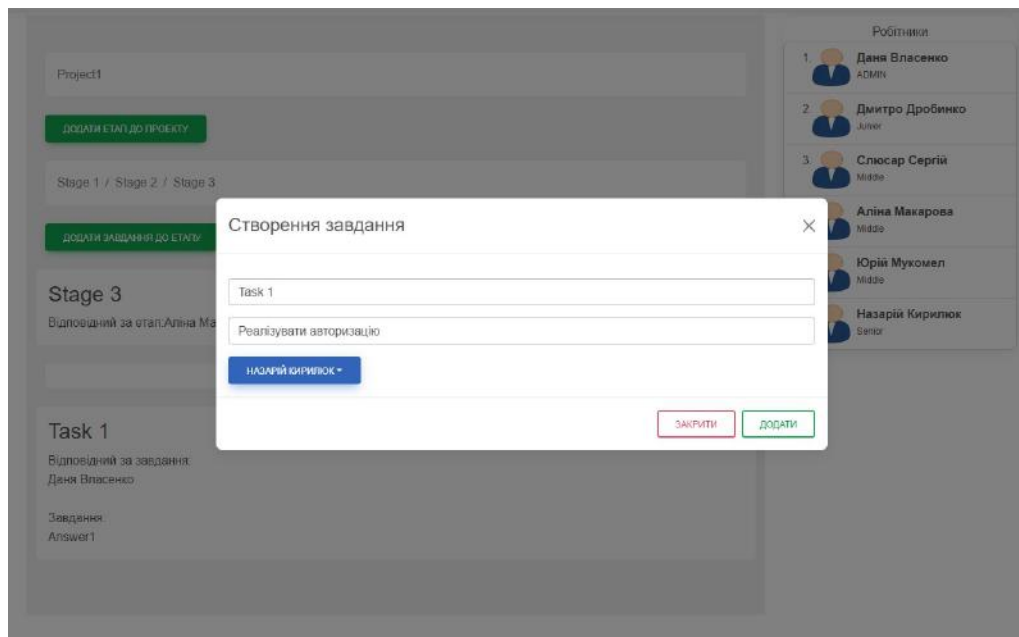 Project1
ДОДАТИ ЕТАП ДО ПРОЕКТУ
Stage 1 / Stage 2 / Stage 3
ДОДАТИ ЗАВДАННЯ ДО ЕТАПУ
Stage 3
Відповідний за етап:Аліна Ма
Task 1
Відповідний за завдання:
Даня Власенко
Завдання:
Answer1
Створення завдання
Task 1
Реалізувати авторизацію
НАЗАРІЙ КИРИЛЮК
ЗАКРИТИ
ДОДАТИ
Робітники
1. Даня Власенко
ADMIN
2. Дмитро Дробинко
Junior
3. Слюсар Сергій
Middle
Аліна Макарова
Middle
Юрій Мукомел
Middle
Назарій Кирилюк
Senior